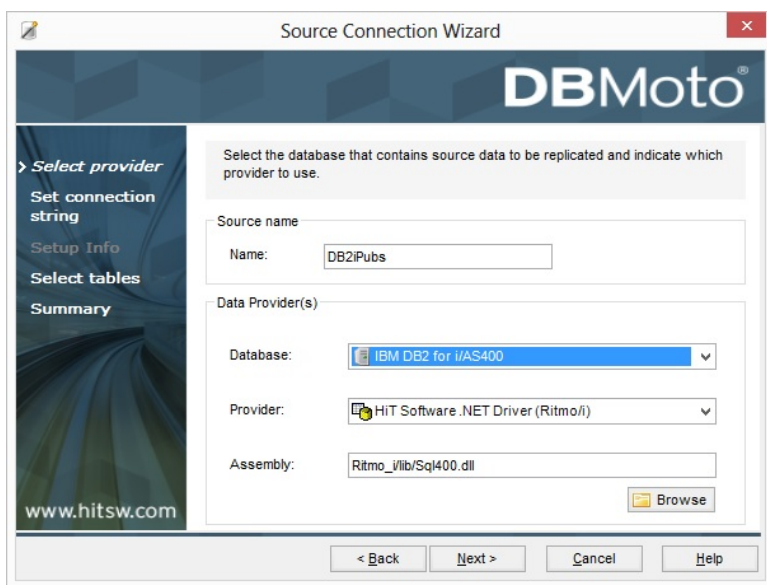 Source Connection Wizard
DBMoto®
Select provider
Set connection
string
Setup Info
Select tables
Summary
www.hitsw.com
Select the database that contains source data to be replicated and indicate which
provider to use.
Source name
Name: DB2iPubs
Data Provider(s)
Database: IBM DB2 for i/AS400
Provider: HiT Software .NET Driver (Ritmo/i)
Assembly: Ritmo_i/lib/Sql400.dll
Browse
< Back Next > Cancel Help